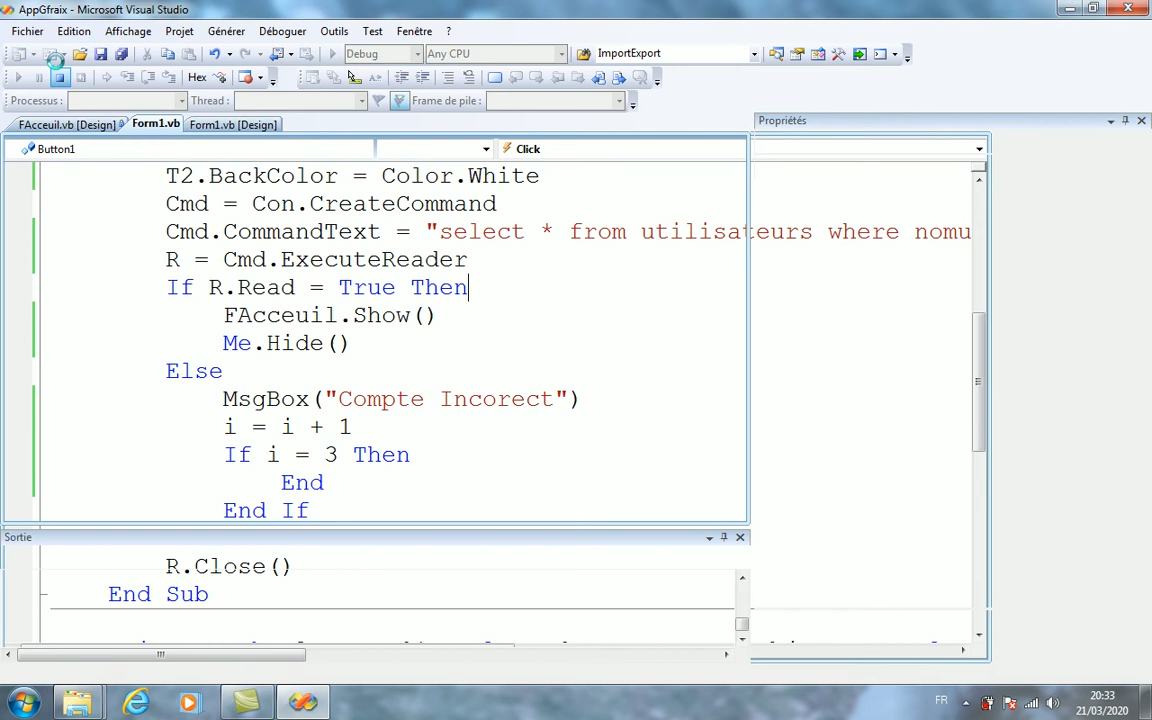 AppGfraix - Microsoft Visual Studio
Fichier Edition Affichage Projet Générer Déboguer Outils Test Fenêtre ?
Debug Any CPU ImportExport
Hex
Processus : Thread : Frame de pile :
FAcceuil.vb [Design] Form1.vb Form1.vb [Design]
Propriétés
Button1 Click
T2.BackColor = Color.White
Cmd = Con.CreateCommand
Cmd.CommandText = "select * from utilisateurs where nomu
R = Cmd.ExecuteReader
If R.Read = True Then
FAcceuil.Show()
Me.Hide()
Else
MsgBox("Compte Incorect")
i = i + 1
If i = 3 Then
End
End If
Sortie
R.Close()
End Sub
FR 20:33
21/03/2020